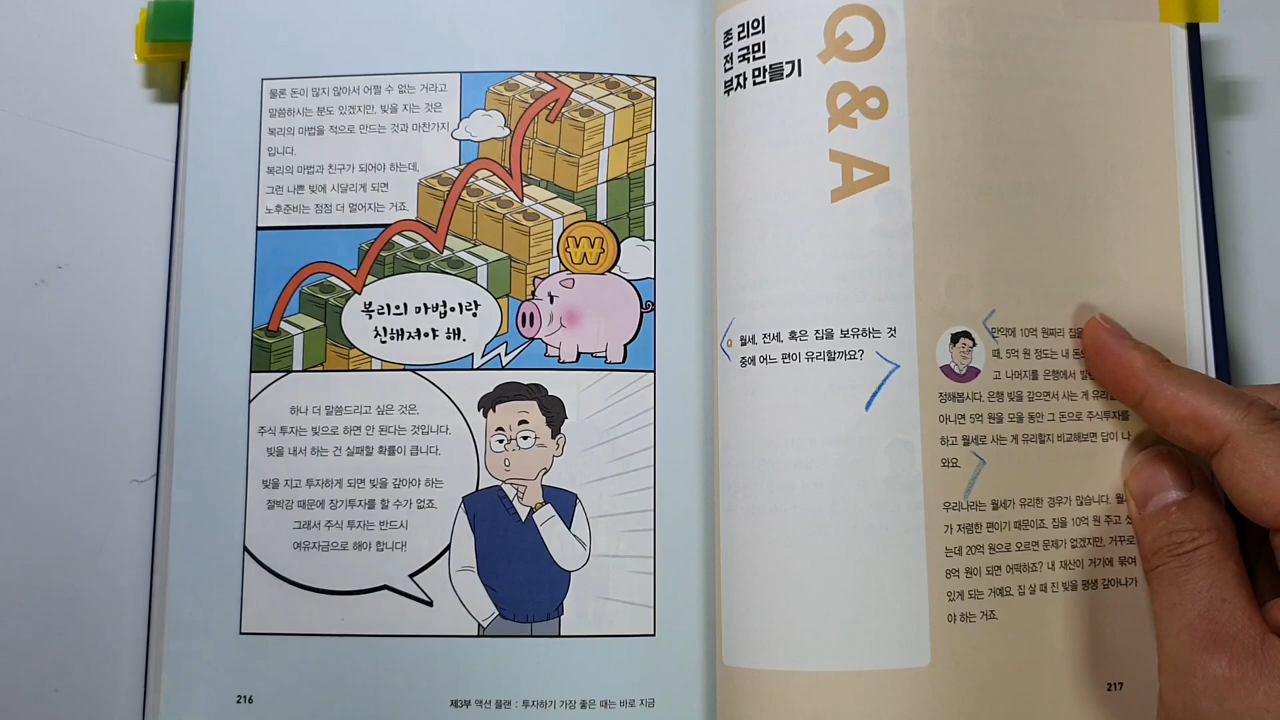 물론 돈이 많지 않아서 어쩔 수 없는 거라고
말씀하시는 분도 있겠지만, 빚을 지는 것은
복리의 마법을 적으로 만드는 것과 마찬가지
입니다.
복리의 마법과 친구가 되어야 하는데,
그런 나쁜 빚에 시달리게 되면
노후준비는 점점 더 멀어지는 거죠.
₩
복리의 마법이랑
친해져야 해.
하나 더 말씀드리고 싶은 것은,
주식 투자는 빚으로 하면 안 된다는 것입니다.
빚을 내서 하는 건 실패할 확률이 큽니다.
빚을 지고 투자하게 되면 빚을 갚아야 하는
절박감 때문에 장기투자를 할 수가 없죠.
그래서 주식 투자는 반드시
여유자금으로 해야 합니다!
216
제3부 액션 플랜 : 투자하기 가장 좋은 때는 바로 지금
존 리의
전 국민
부자 만들기
Q & A
Q 월세, 전세, 혹은 집을 보유하는 것
중에 어느 편이 유리할까요?
만약에 10억 원짜리 집을
때, 5억 원 정도는 내
고 나머지를 은행에서
정해봅시다. 은행 빚을 갚으면서 사는 게
아니면 5억 원을 모을 동안 그 돈으로 주식투자를
하고 월세로 사는 게 유리할지 비교해보면 답이 나
와요.
우리나라는 월세가 유리한 경우가 많습니다.
가 저렴한 편이기 때문이죠. 집을 10억 원 주고
는데 20억 원으로 오르면 문제가 없겠지만, 거꾸로
8억 원이 되면 어떡하죠? 내 재산이 거기에 묶여
있게 되는 거예요. 집 살 때 진 빚을 평생 갚아나가
야 하는 거죠.
217